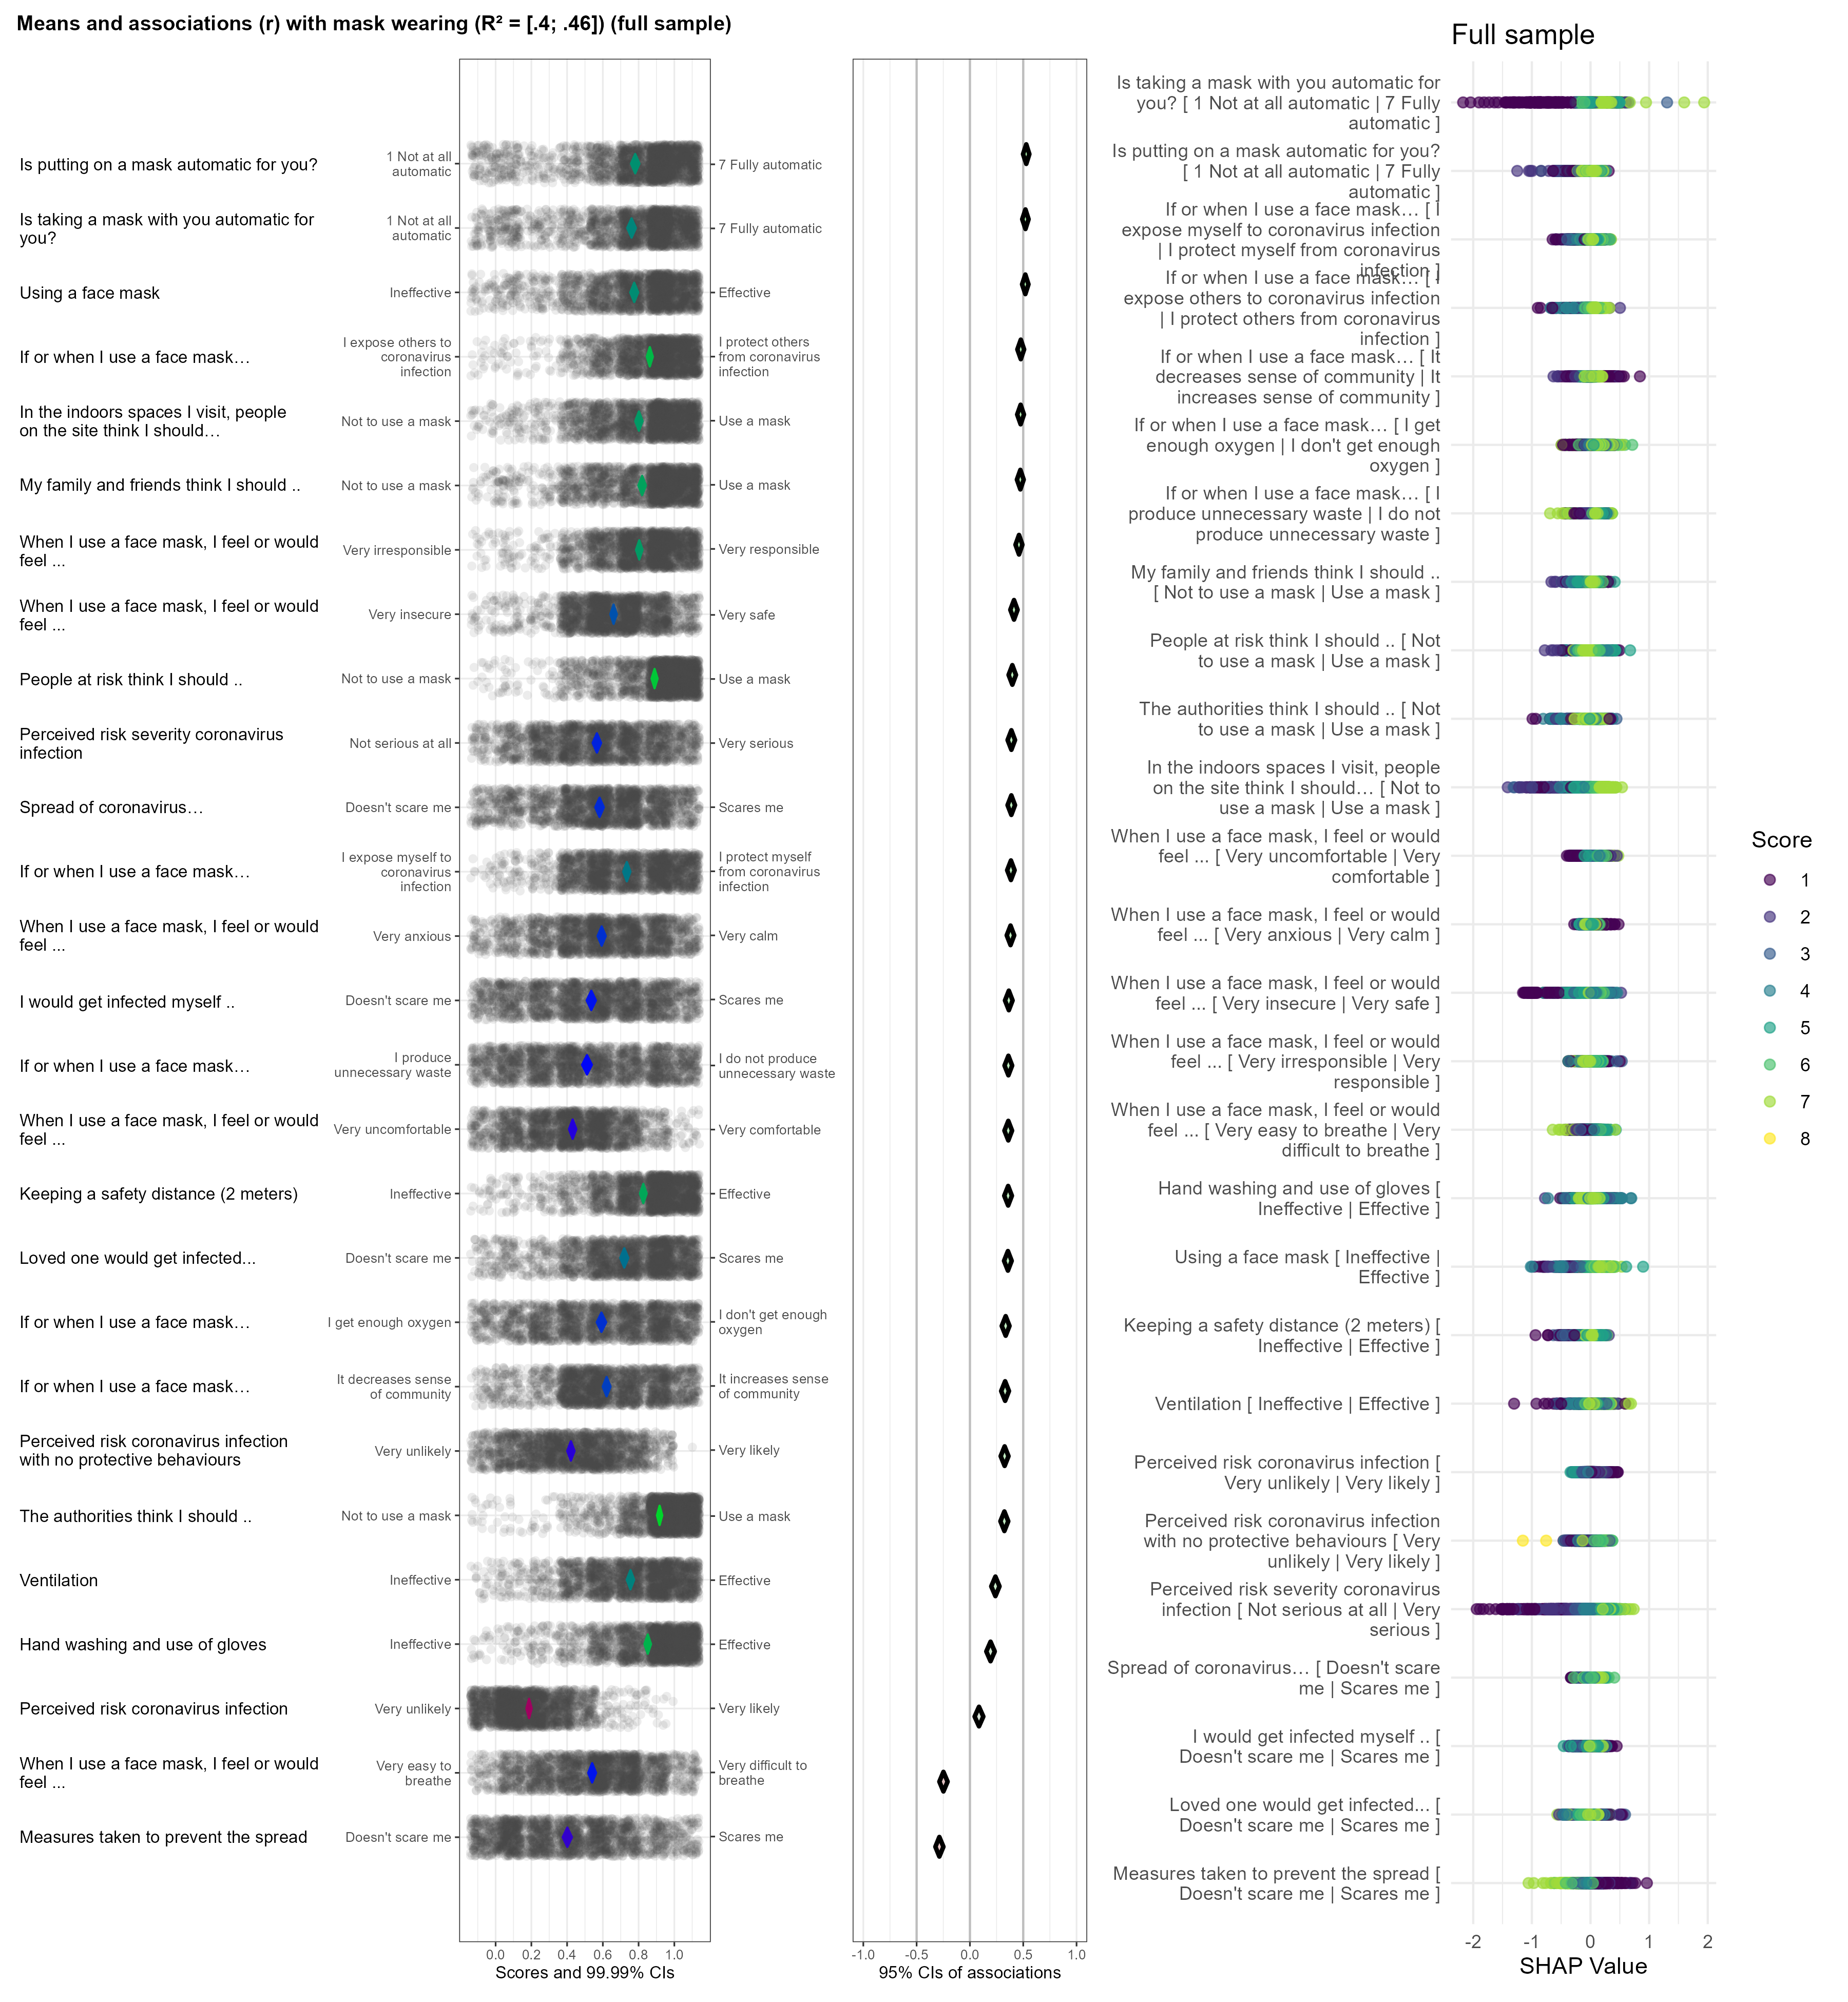 Means and associations (r) with mask wearing (R² = [.4; .46]) (full sample)
Is putting on a mask automatic for you?
1 Not at all
automatic
7 Fully automatic
Is taking a mask with you automatic for
you?
1 Not at all
automatic
7 Fully automatic
Using a face mask
Ineffective
Effective
If or when I use a face mask…
I expose others to
coronavirus
infection
I protect others
from coronavirus
infection
In the indoors spaces I visit, people
on the site think I should…
Not to use a mask
Use a mask
My family and friends think I should ..
Not to use a mask
Use a mask
When I use a face mask, I feel or would
feel ...
Very irresponsible
Very responsible
When I use a face mask, I feel or would
feel ...
Very insecure
Very safe
People at risk think I should ..
Not to use a mask
Use a mask
Perceived risk severity coronavirus
infection
Not serious at all
Very serious
Spread of coronavirus…
Doesn't scare me
Scares me
If or when I use a face mask…
I expose myself to
coronavirus
infection
I protect myself
from coronavirus
infection
When I use a face mask, I feel or would
feel ...
Very anxious
Very calm
I would get infected myself ..
Doesn't scare me
Scares me
If or when I use a face mask…
I produce
unnecessary waste
I do not produce
unnecessary waste
When I use a face mask, I feel or would
feel ...
Very uncomfortable
Very comfortable
Keeping a safety distance (2 meters)
Ineffective
Effective
Loved one would get infected...
Doesn't scare me
Scares me
If or when I use a face mask…
I get enough oxygen
I don't get enough
oxygen
If or when I use a face mask…
It decreases sense
of community
It increases sense
of community
Perceived risk coronavirus infection
with no protective behaviours
Very unlikely
Very likely
The authorities think I should ..
Not to use a mask
Use a mask
Ventilation
Ineffective
Effective
Hand washing and use of gloves
Ineffective
Effective
Perceived risk coronavirus infection
Very unlikely
Very likely
When I use a face mask, I feel or would
feel ...
Very easy to
breathe
Very difficult to
breathe
Measures taken to prevent the spread
Doesn't scare me
Scares me
0.0 0.2 0.4 0.6 0.8 1.0
Scores and 99.99% CIs
-1.0 -0.5 0.0 0.5 1.0
95% CIs of associations
Full sample
Is taking a mask with you automatic for
you? [ 1 Not at all automatic | 7 Fully
automatic ]
Is putting on a mask automatic for you?
[ 1 Not at all automatic | 7 Fully
automatic ]
If or when I use a face mask… [ I
expose myself to coronavirus infection
| I protect myself from coronavirus
infection ]
If or when I use a face mask… [ I
expose others to coronavirus infection
| I protect others from coronavirus
infection ]
If or when I use a face mask… [ It
decreases sense of community | It
increases sense of community ]
If or when I use a face mask… [ I get
enough oxygen | I don't get enough
oxygen ]
If or when I use a face mask… [ I
produce unnecessary waste | I do not
produce unnecessary waste ]
My family and friends think I should ..
[ Not to use a mask | Use a mask ]
People at risk think I should .. [ Not
to use a mask | Use a mask ]
The authorities think I should .. [ Not
to use a mask | Use a mask ]
In the indoors spaces I visit, people
on the site think I should… [ Not to
use a mask | Use a mask ]
When I use a face mask, I feel or would
feel ... [ Very uncomfortable | Very
comfortable ]
When I use a face mask, I feel or would
feel ... [ Very anxious | Very calm ]
When I use a face mask, I feel or would
feel ... [ Very insecure | Very safe ]
When I use a face mask, I feel or would
feel ... [ Very irresponsible | Very
responsible ]
When I use a face mask, I feel or would
feel ... [ Very easy to breathe | Very
difficult to breathe ]
Hand washing and use of gloves [
Ineffective | Effective ]
Using a face mask [ Ineffective |
Effective ]
Keeping a safety distance (2 meters) [
Ineffective | Effective ]
Ventilation [ Ineffective | Effective ]
Perceived risk coronavirus infection [
Very unlikely | Very likely ]
Perceived risk coronavirus infection
with no protective behaviours [ Very
unlikely | Very likely ]
Perceived risk severity coronavirus
infection [ Not serious at all | Very
serious ]
Spread of coronavirus… [ Doesn't scare
me | Scares me ]
I would get infected myself .. [
Doesn't scare me | Scares me ]
Loved one would get infected... [
Doesn't scare me | Scares me ]
Measures taken to prevent the spread [
Doesn't scare me | Scares me ]
-2 -1 0 1 2
SHAP Value
Score
1
2
3
4
5
6
7
8